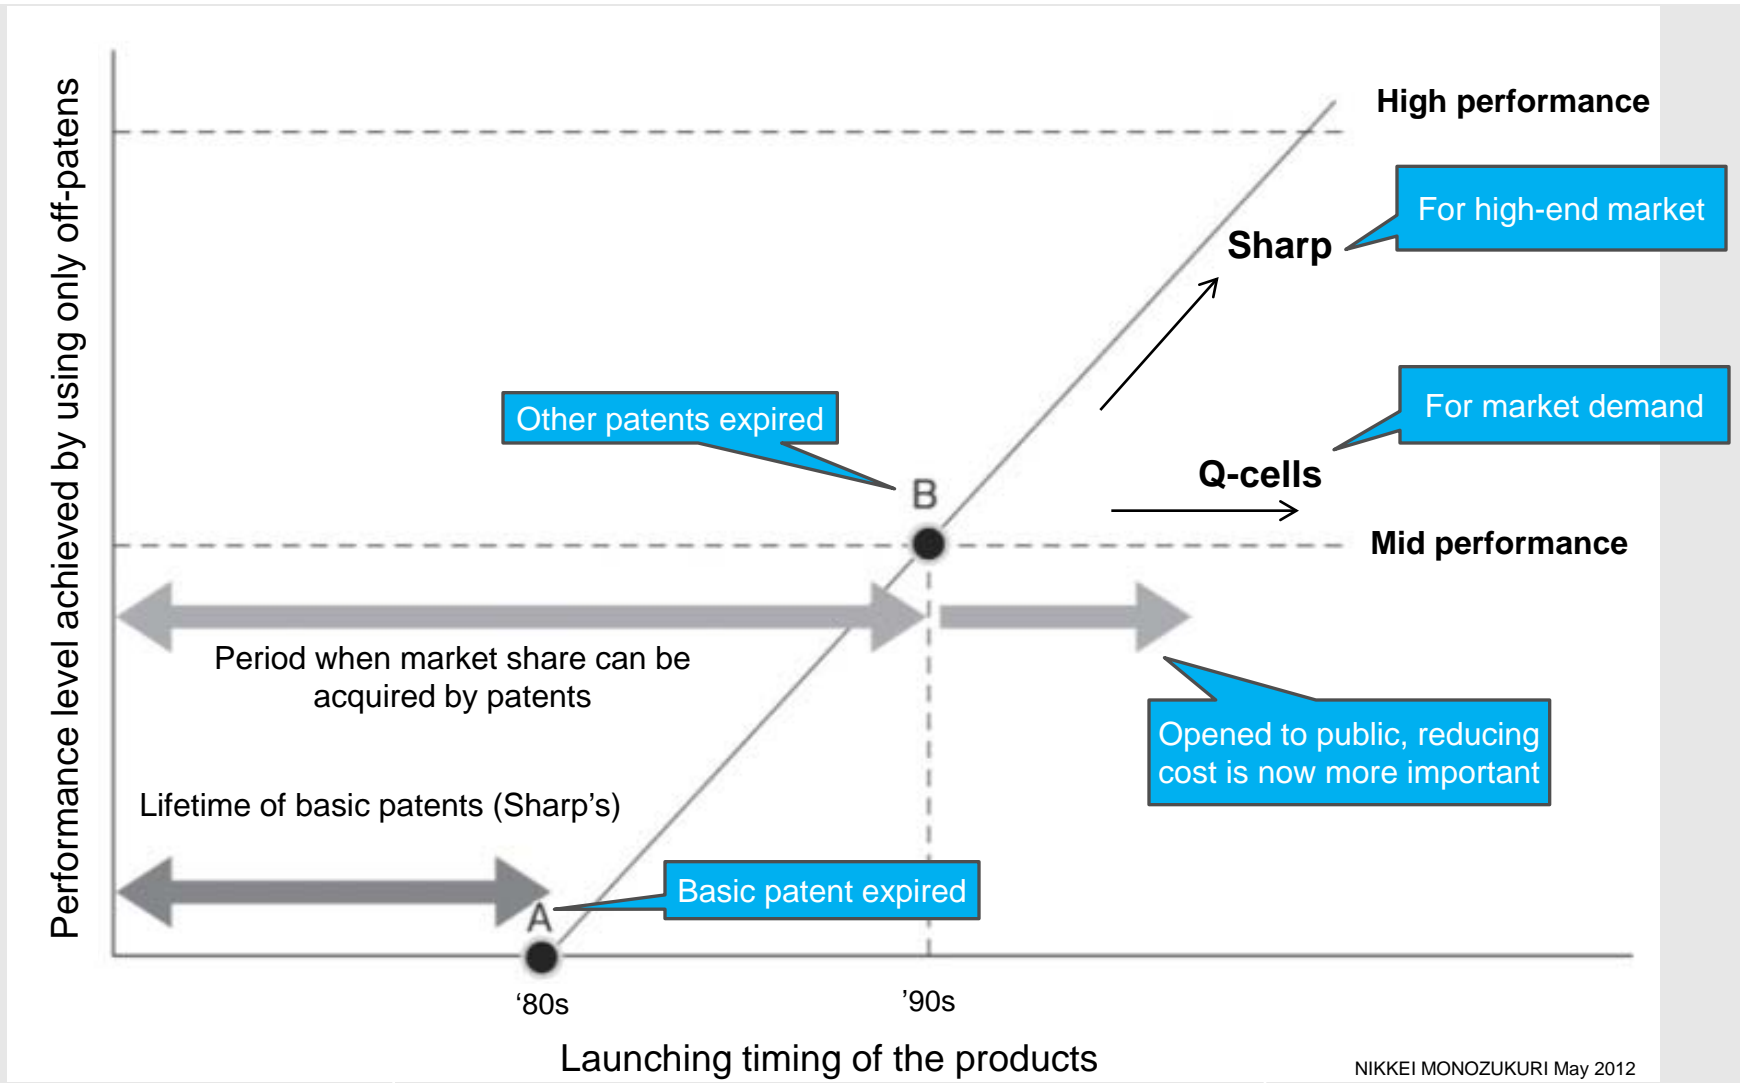 Performance level achieved by using only off-patens
High performance
For high-end market
Sharp
For market demand
Other patents expired
Q-cells
B
Mid performance
Period when market share can be
acquired by patents
Opened to public, reducing
cost is now more important
Lifetime of basic patents (Sharp’s)
Basic patent expired
A
‘80s
’90s
Launching timing of the products
NIKKEI MONOZUKURI May 2012